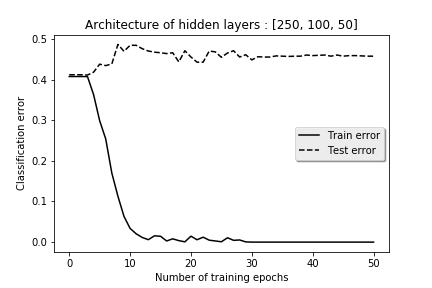 Architecture of hidden layers : [250, 100, 50]
Classification error
0.5
0.4
0.3
0.2
0.1
0.0
Train error
Test error
0 10 20 30 40 50
Number of training epochs